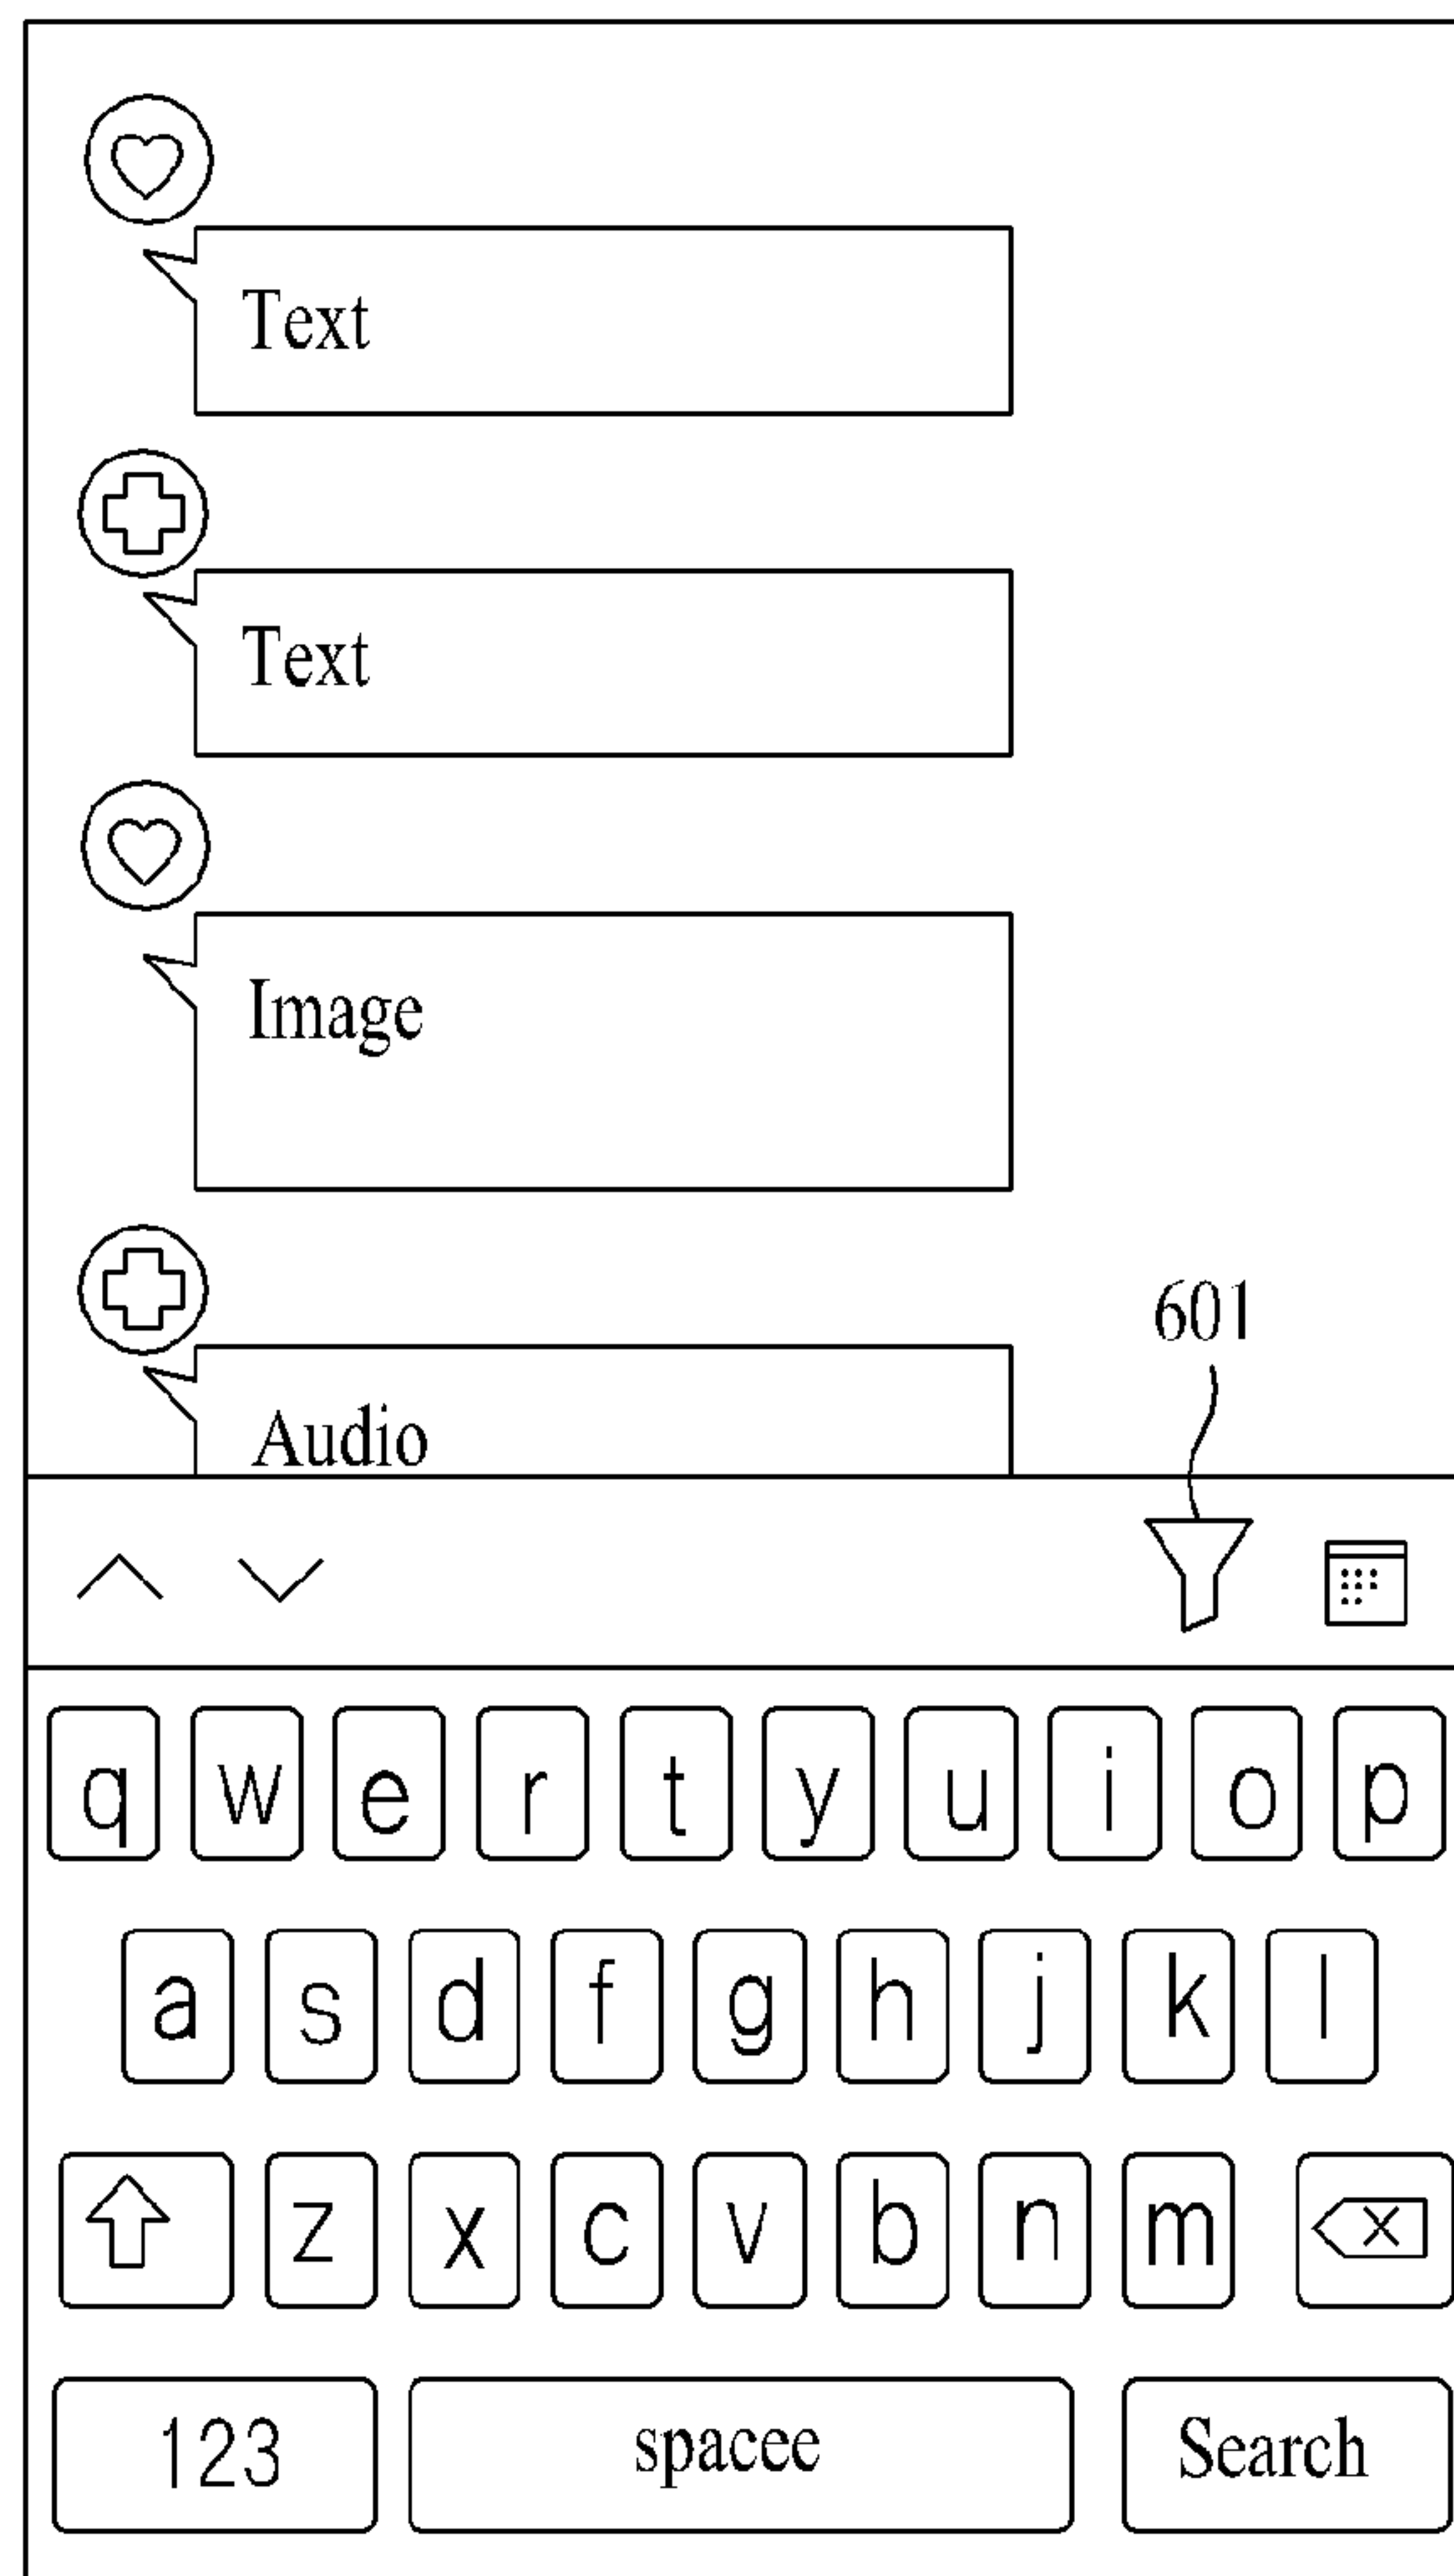 Text
Text
Image
601
Audio
q w e r t y u i o p
a s d f g h j k l
z x c v b n m
123 spacee Search